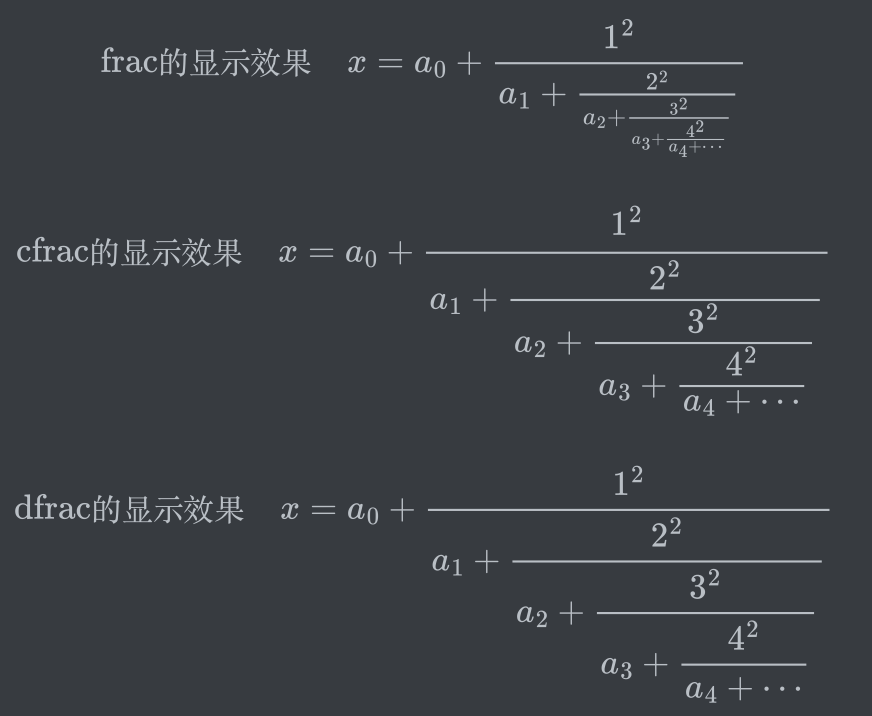 frac的显示效果 x = a_0 + \frac{1^2}{a_1 + \frac{2^2}{a_2 + \frac{3^2}{a_3 + \frac{4^2}{a_4 + \cdots}}}}
cfrac的显示效果 x = a_0 + \cfrac{1^2}{a_1 + \cfrac{2^2}{a_2 + \cfrac{3^2}{a_3 + \cfrac{4^2}{a_4 + \cdots}}}}
dfrac的显示效果 x = a_0 + \dfrac{1^2}{a_1 + \dfrac{2^2}{a_2 + \dfrac{3^2}{a_3 + \dfrac{4^2}{a_4 + \cdots}}}}